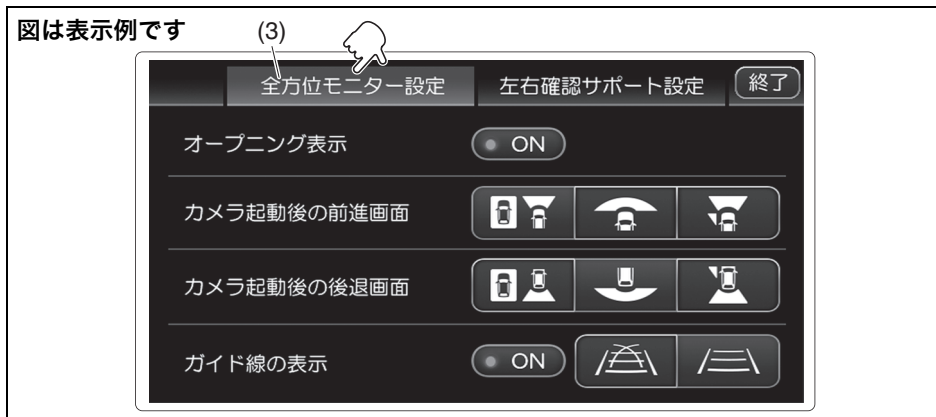 図は表示例です
(3)
全方位モニター設定 左右確認サポート設定 終了
オープニング表示 ON
カメラ起動後の前進画面
カメラ起動後の後退画面
ガイド線の表示 ON